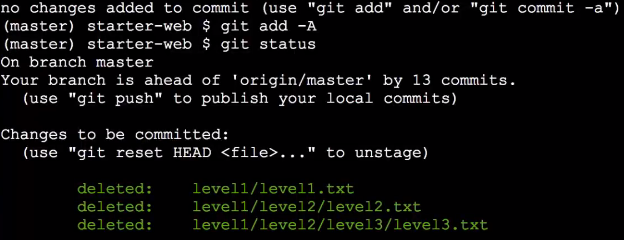 no changes added to commit (use "git add" and/or "git commit -a")
(master) starter-web $ git add -A
(master) starter-web $ git status
On branch master
Your branch is ahead of 'origin/master' by 13 commits.
(use "git push" to publish your local commits)
Changes to be committed:
(use "git reset HEAD <file>..." to unstage)
deleted: level1/level1.txt
deleted: level1/level2/level2.txt
deleted: level1/level2/level3/level3.txt